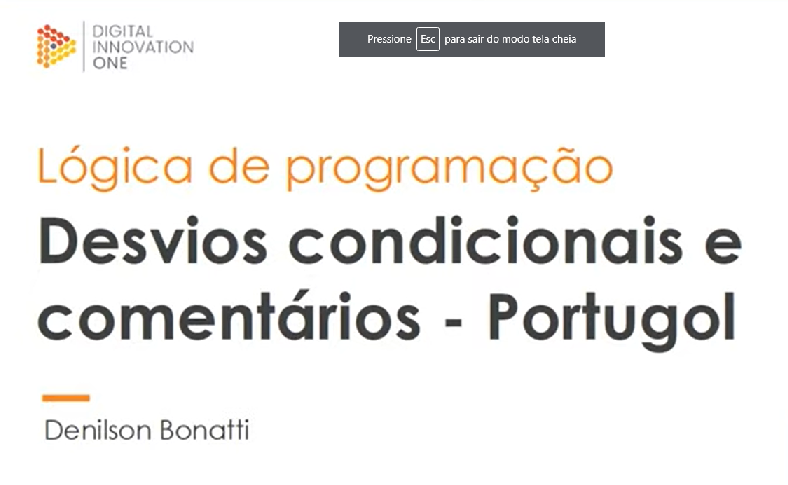 DIGITAL
INNOVATION
ONE
Pressione Esc para sair do modo tela cheia
Lógica de programação
Desvios condicionais e
comentários - Portugol
Denilson Bonatti